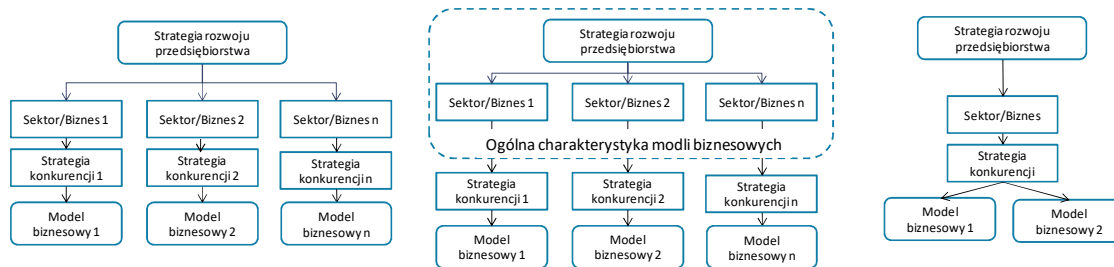 Strategia rozwoju
przedsiębiorstwa
Sektor/Biznes 1
Sektor/Biznes 2
Sektor/Biznes n
Strategia
konkurencji 1
Strategia
konkurencji 2
Strategia
konkurencji n
Model
biznesowy 1
Model
biznesowy 2
Model
biznesowy n
Strategia rozwoju
przedsiębiorstwa
Sektor/Biznes 1
Sektor/Biznes 2
Sektor/Biznes n
Ogólna charakterystyka modli biznesowych
Strategia
konkurencji 1
Strategia
konkurencji 2
Strategia
konkurencji n
Model
biznesowy 1
Model
biznesowy 2
Model
biznesowy n
Strategia rozwoju
przedsiębiorstwa
Sektor/Biznes
Strategia
konkurencji
Model
biznesowy 1
Model
biznesowy 2